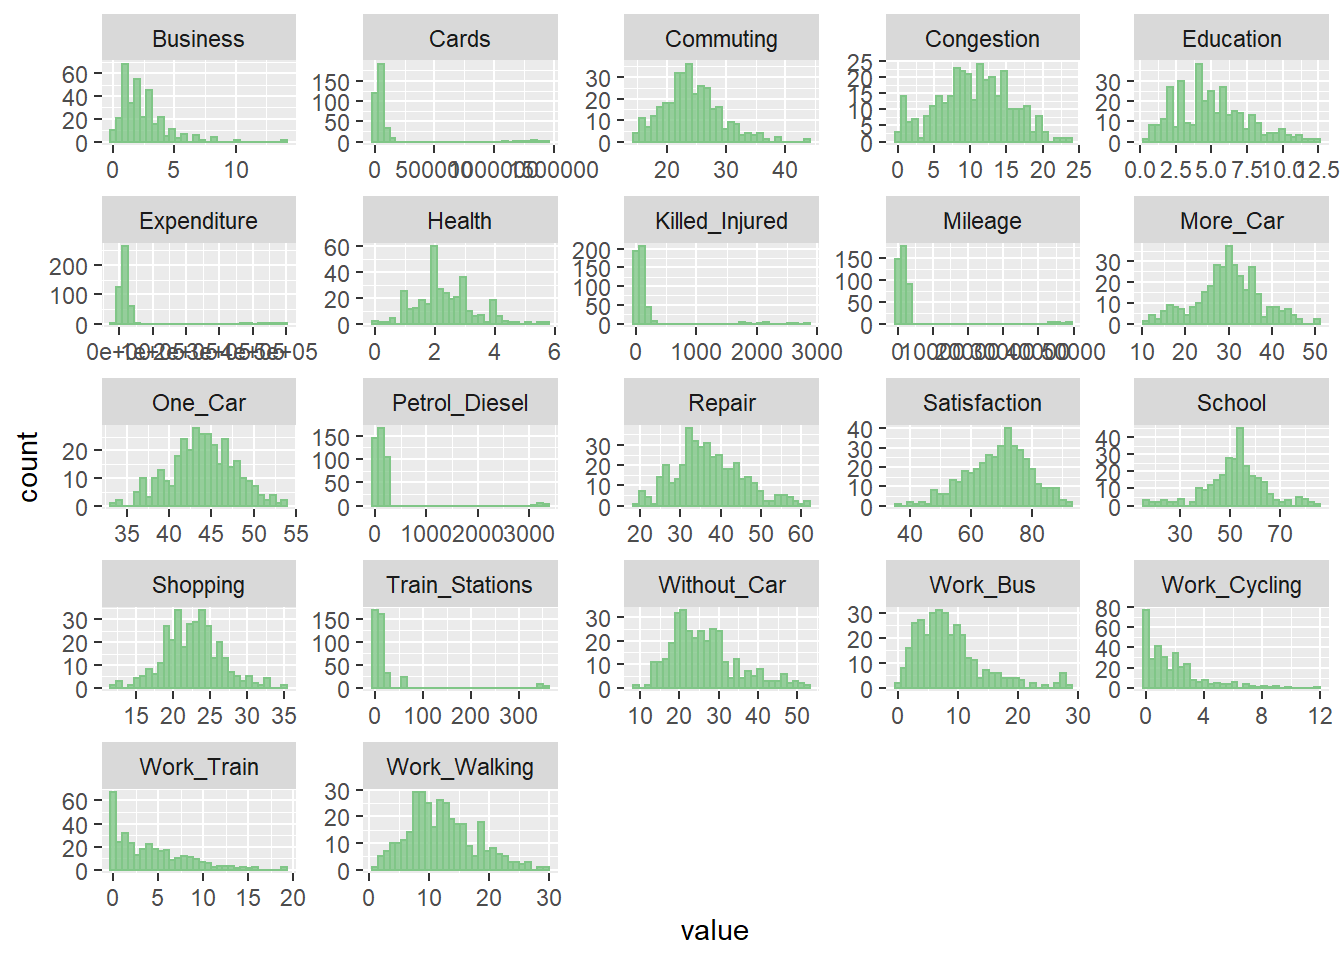 Business Cards Commuting Congestion Education
60 40 20 0
150 100 50 0
30 20 10 0
25 20 15 10 5 0
30 20 10 0
0 5 10
0 500000 1000000 1500000
20 30 40
0 5 10 15 20 25
0.0 2.5 5.0 7.5 10.0 12.5
Expenditure Health Killed_Injured Mileage More_Car
200 100 0
60 40 20 0
200 150 100 50 0
150 100 50 0
30 20 10 0
0e+00 1e+05 2e+05 3e+05 4e+05 5e+05
0 2 4 6
0 1000 2000 3000
0 10000 20000 30000 40000 50000
10 20 30 40 50
One_Car Petrol_Diesel Repair Satisfaction School
20 10 0
150 100 50 0
30 20 10 0
40 30 20 10 0
40 30 20 10 0
35 40 45 50 55
0 1000 2000 3000
20 30 40 50 60
40 60 80
30 50 70
Shopping Train_Stations Without_Car Work_Bus Work_Cycling
30 20 10 0
150 100 50 0
30 20 10 0
30 20 10 0
80 60 40 20 0
15 20 25 30 35
0 100 200 300
10 20 30 40 50
0 10 20 30
0 4 8 12
Work_Train Work_Walking
60 40 20 0
30 20 10 0
0 5 10 15 20
0 10 20 30
count
value